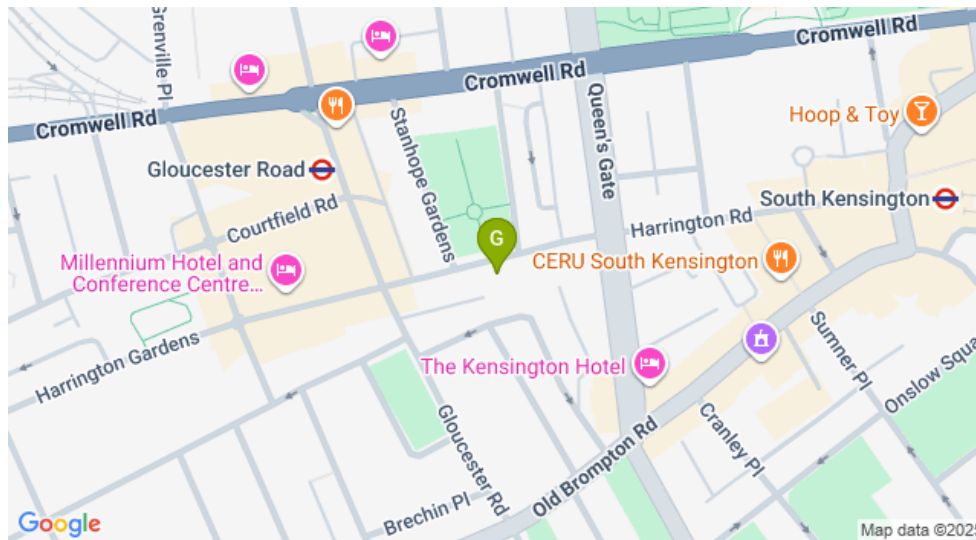 Grenville Pl
Cromwell Rd
Cromwell Rd
Cromwell Rd
Hoop & Toy
Queen's Gate
Stanhope Gardens
Gloucester Road
South Kensington
Courtfield Rd
Harrington Rd
G
CERU South Kensington
Millennium Hotel and
Conference Centre...
Harrington Gardens
The Kensington Hotel
Sumner Pl
Onslow Squa
Gloucester Rd
Cranley Pl
Old Brompton Rd
Brechin Pl
Google
Map data ©2025